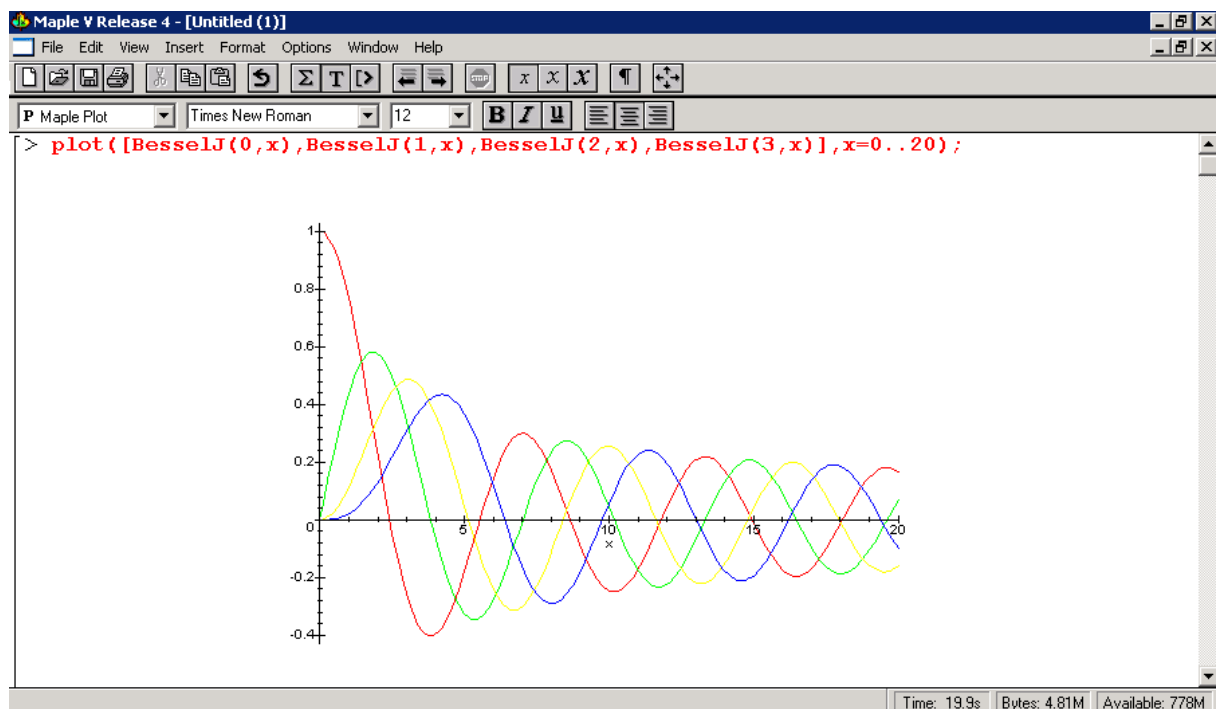 Maple V Release 4 - [Untitled (1)]
File Edit View Insert Format Options Window Help
Σ T [> STOP x x x ¶
P Maple Plot Times New Roman 12 B I u
[> plot([BesselJ(0,x),BesselJ(1,x),BesselJ(2,x),BesselJ(3,x)],x=0..20);
1
0.8
0.6
0.4
0.2
0 5 10 15 20
x
-0.2
-0.4
Time: 19.9s Bytes: 4.81M Available: 778M